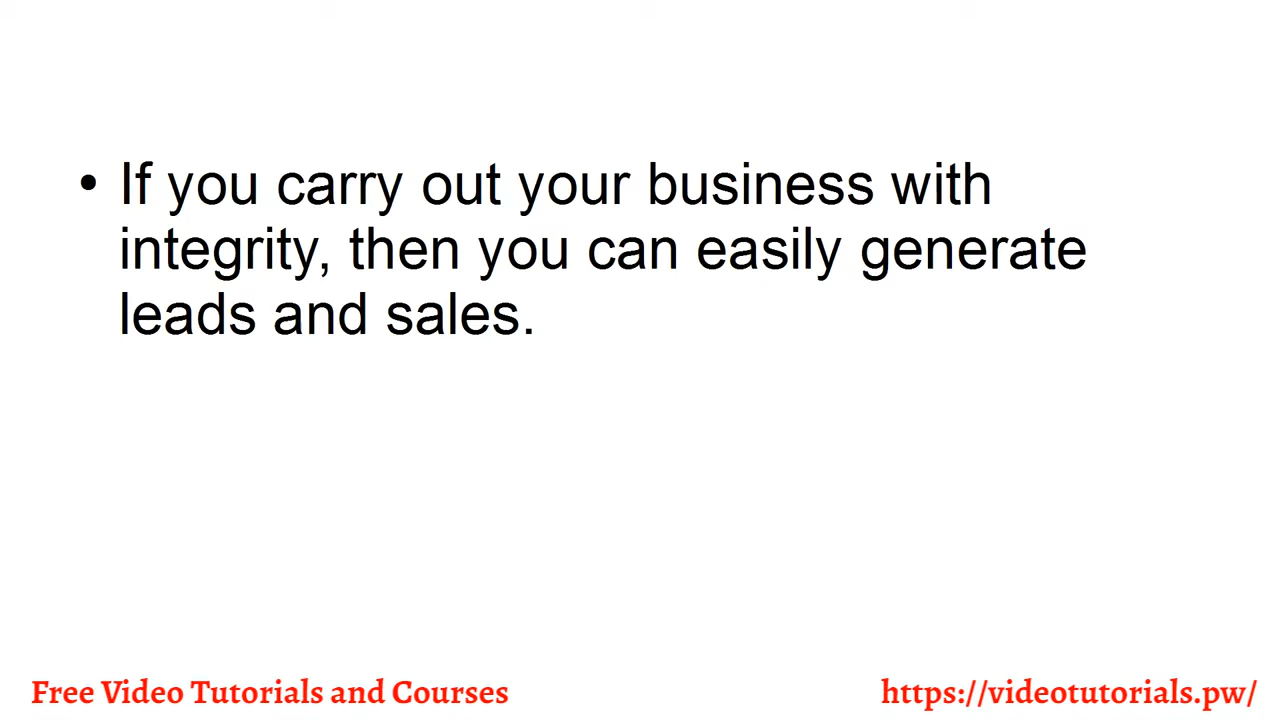 • If you carry out your business with
integrity, then you can easily generate
leads and sales.
Free Video Tutorials and Courses
https://videotutorials.pw/